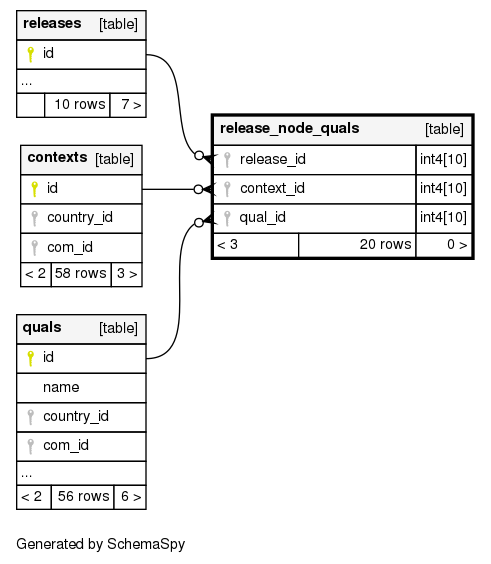 releases [table]
id
...
10 rows 7 >
contexts [table]
id
country_id
com_id
< 2 58 rows 3 >
quals [table]
id
name
country_id
com_id
...
< 2 56 rows 6 >
release_node_quals [table]
release_id int4[10]
context_id int4[10]
qual_id int4[10]
< 3 20 rows 0 >
Generated by SchemaSpy